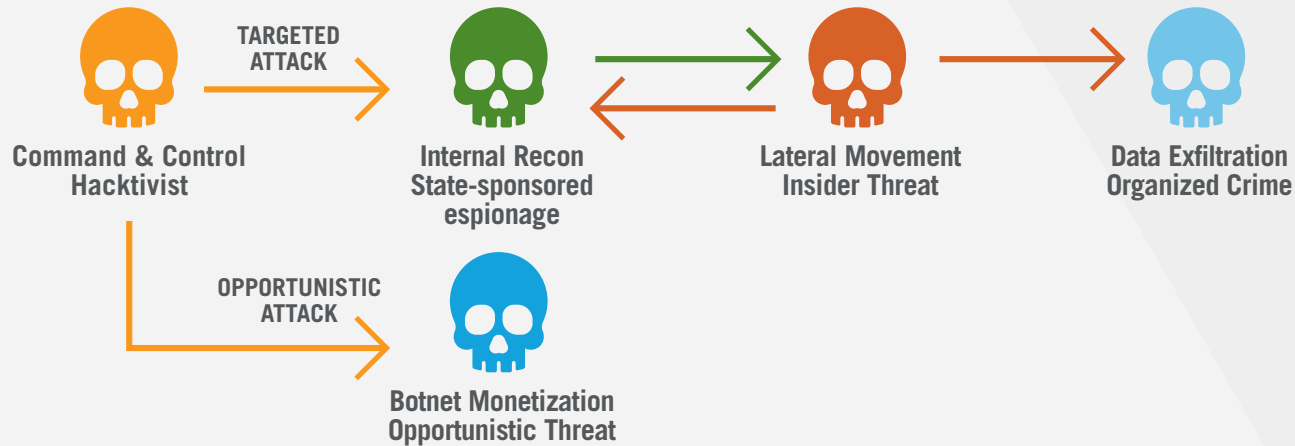 TARGETED
ATTACK
Command & Control
Hacktivist
Internal Recon
State-sponsored
espionage
Lateral Movement
Insider Threat
Data Exfiltration
Organized Crime
OPPORTUNISTIC
ATTACK
Botnet Monetization
Opportunistic Threat